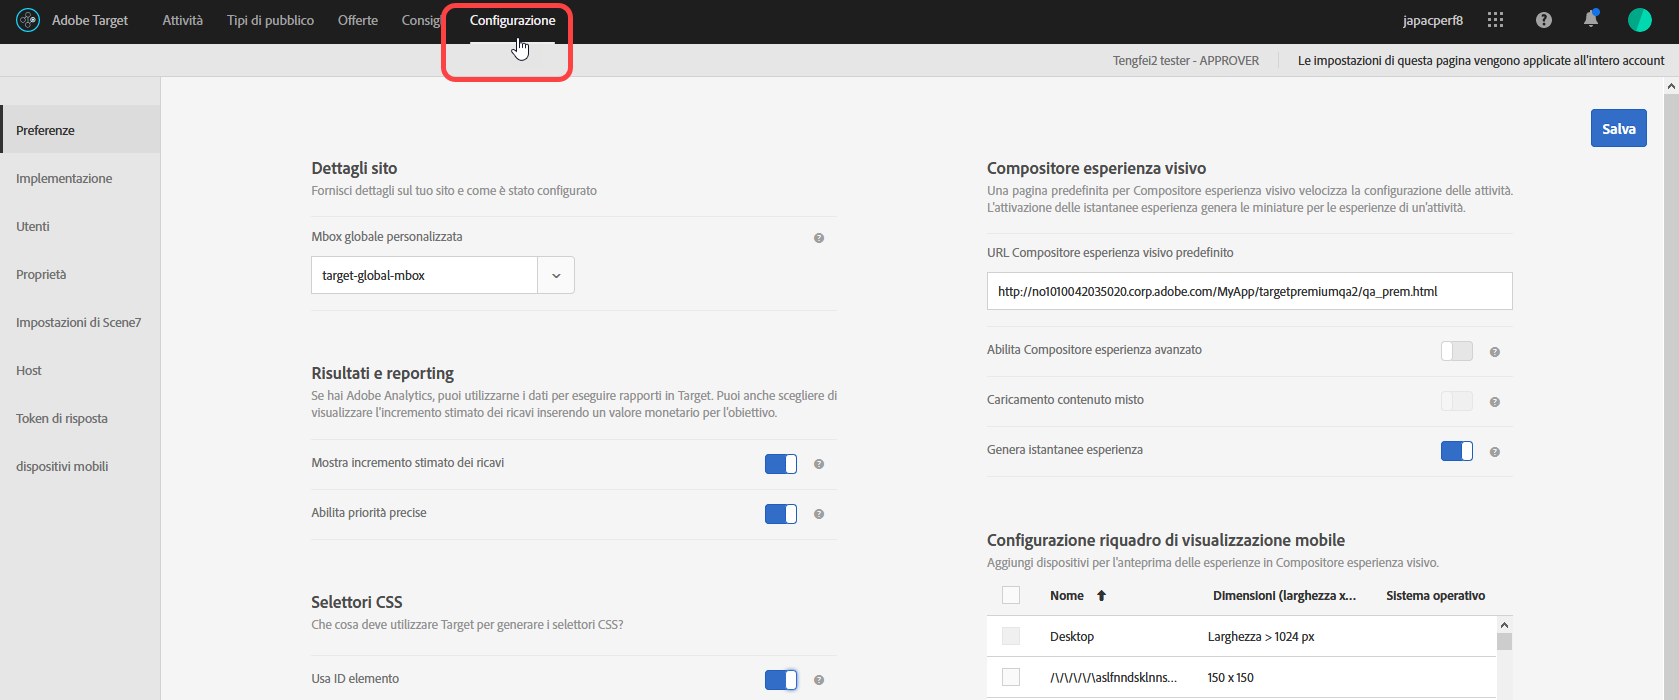 Adobe Target
Attività
Tipi di pubblico
Offerte
Consig
Configurazione
japacperf8
Tengfei2 tester - APPROVER
Le impostazioni di questa pagina vengono applicate all'intero account
Preferenze
Implementazione
Utenti
Proprietà
Impostazioni di Scene7
Host
Token di risposta
dispositivi mobili
Salva
Dettagli sito
Fornisci dettagli sul tuo sito e come è stato configurato
Mbox globale personalizzata
target-global-mbox
Risultati e reporting
Se hai Adobe Analytics, puoi utilizzarne i dati per eseguire rapporti in Target. Puoi anche scegliere di
visualizzare l'incremento stimato dei ricavi inserendo un valore monetario per l'obiettivo.
Mostra incremento stimato dei ricavi
Abilita priorità precise
Selettori CSS
Che cosa deve utilizzare Target per generare i selettori CSS?
Usa ID elemento
Compositore esperienza visivo
Una pagina predefinita per Compositore esperienza visivo velocizza la configurazione delle attività.
L'attivazione delle istantanee esperienza genera le miniature per le esperienze di un'attività.
URL Compositore esperienza visivo predefinito
http://no1010042035020.corp.adobe.com/MyApp/targetpremiumqa2/qa_prem.html
Abilita Compositore esperienza avanzato
Caricamento contenuto misto
Genera istantanee esperienza
Configurazione riquadro di visualizzazione mobile
Aggiungi dispositivi per l'anteprima delle esperienze in Compositore esperienza visivo.
Nome
Dimensioni (larghezza x...
Sistema operativo
Desktop
Larghezza > 1024 px
/\/\/\/\/\aslfnndsklnns...
150 x 150